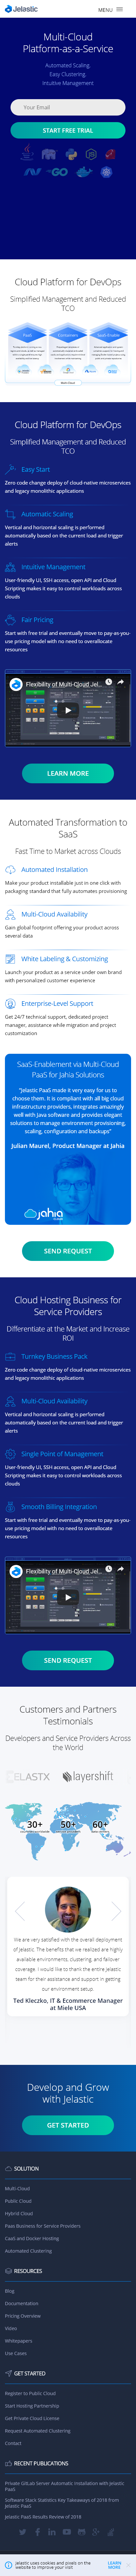 Jelastic
MENU
Multi-Cloud
Platform-as-a-Service
Automated Scaling.
Easy Clustering.
Intuitive Management
Your Email
START FREE TRIAL
Cloud Platform for DevOps
Simplified Management and Reduced
TCO
Cloud Platform for DevOps
Simplified Management and Reduced
TCO
Easy Start
Zero code change deploy of cloud-native microservices
and legacy monolithic applications
Automatic Scaling
Vertical and horizontal scaling is performed
automatically based on current load and trigger
alerts
Intuitive Management
User-friendly UI, SSH access, open API and Cloud
Scripting makes it easy to control workloads across
clouds
Fair Pricing
Start with free trial and eventually move to pay-as-you-
use pricing model with no need to overallocate
resources
Flexibility of Multi-Cloud Jel...
LEARN MORE
Automated Transformation to
SaaS
Fast Time to Market across Clouds
Automated Installation
Make your product installable just in one click with
packaging standard that fully automates provisioning
Multi-Cloud Availability
Gain global footprint offering your product across
several data
White Labeling & Customizing
Launch your product as a service under own brand
with personalized customer experience
Enterprise-Level Support
Get 24/7 technical support, dedicated project
manager, assistance while migration and project
customization
SaaS-Enablement via Multi-Cloud
PaaS for Jahia Solutions
"Jelastic PaaS made it very easy for us to
choose them. It is compliant with all big cloud
infrastructure providers, integrates amazingly
well with Java software and provides elegant
solutions to manage environment provisioning,
scaling, configuration and backups"
Julian Maurel, Product Manager at Jahia
jahia
SEND REQUEST
Cloud Hosting Business for
Service Providers
Differentiate at the Market and Increase
ROI
Turnkey Business Pack
Zero code change deploy of cloud-native microservices
and legacy monolithic applications
Multi-Cloud Availability
Vertical and horizontal scaling is performed
automatically based on current load and trigger
alerts
Single Point of Management
User-friendly UI, SSH access, open API and Cloud
Scripting makes it easy to control workloads across
clouds
Smooth Billing Integration
Start with free trial and eventually move to pay-as-you-
use pricing model with no need to overallocate
resources
Flexibility of Multi-Cloud Jel...
SEND REQUEST
Customers and Partners
Testimonials
Developers and Service Providers Across
the World
ELASTX
layershift
30+
50+
60+
We are very satisfied with the overall deployment
of Jelastic. The benefits that we realized are highly
availables environments, clustering, and failover
coverage. I would like to thank the entire Jelastic
team for their assistance and support in getting
our environment setup.
Ted Kleczko, IT & Ecommerce Manager
at Miele USA
Develop and Grow
with Jelastic
GET STARTED
SOLUTION
Multi-Cloud
Public Cloud
Hybrid Cloud
Paas Business for Service Providers
CaaS and Docker Hosting
Automated Clustering
RESOURCES
Blog
Documentation
Pricing Overview
Video
Whitepapers
Use Cases
GET STARTED
Register to Public Cloud
Start Hosting Partnership
Get Private Cloud License
Request Automated Clustering
Contact
RECENT PUBLICATIONS
Private GitLab Server Automatic Installation with Jelastic
PaaS
Software Stack Statistics Key Takeaways of 2018 from
Jelastic PaaS
Jelastic PaaS Results Review of 2018
Jelastic uses cookies and pixels on the
website to improve your visit.
LEARN
MORE